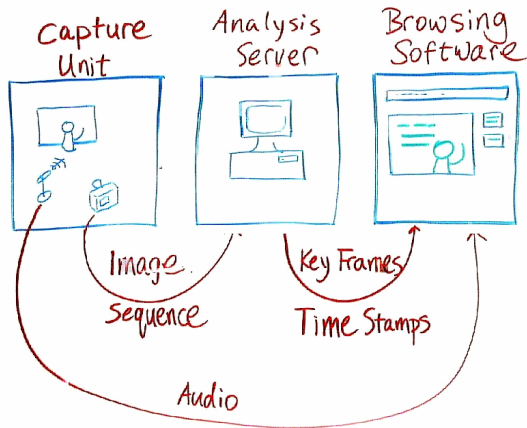 Capture
Unit
Analysis
Server
Browsing
Software
Image
Sequence
Key Frames
Time Stamps
Audio